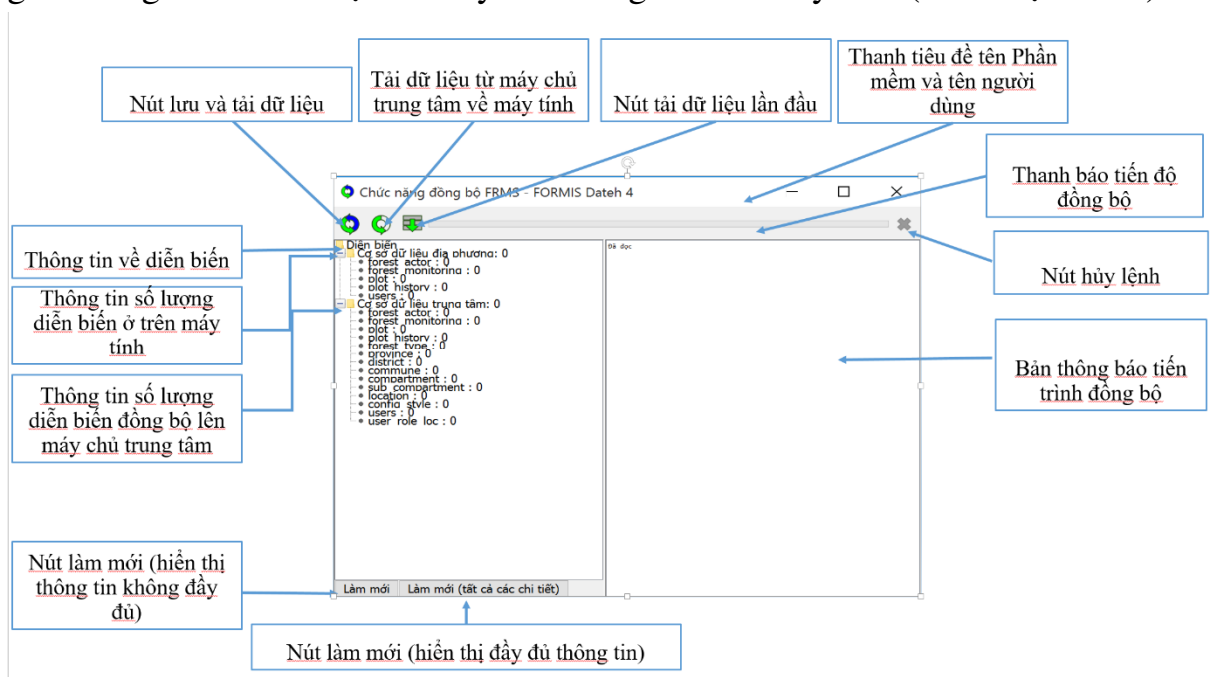 Thanh tiêu đề tên Phần
mềm và tên người
dùng
Tải dữ liệu từ máy chủ
trung tâm về máy tính
Nút lưu và tải dữ liệu
Nút tải dữ liệu lần đầu
Thanh báo tiến độ
đồng bộ
Chức năng đồng bộ FRMS - FORMIS Dateh 4
Thông tin về diễn biến
Nút hủy lệnh
Diễn biến
Cơ sở dữ liệu địa phương: 0
forest_actor : 0
forest_monitoring : 0
plot : 0
plot_history : 0
users : 0
Cơ sở dữ liệu trung tâm: 0
forest_actor : 0
forest_monitoring : 0
plot : 0
plot_history : 0
forest_type : 0
province : 0
district : 0
commune : 0
compartment : 0
sub_compartment : 0
location : 0
config_style : 0
users : 0
user_role_loc : 0
Đã đọc
Thông tin số lượng
diễn biến ở trên máy
tính
Bản thông báo tiến
trình đồng bộ
Thông tin số lượng
diễn biến đồng bộ lên
máy chủ trung tâm
Nút làm mới (hiển thị
thông tin không đầy
đủ)
Làm mới Làm mới (tất cả các chi tiết)
Nút làm mới (hiển thị đầy đủ thông tin)